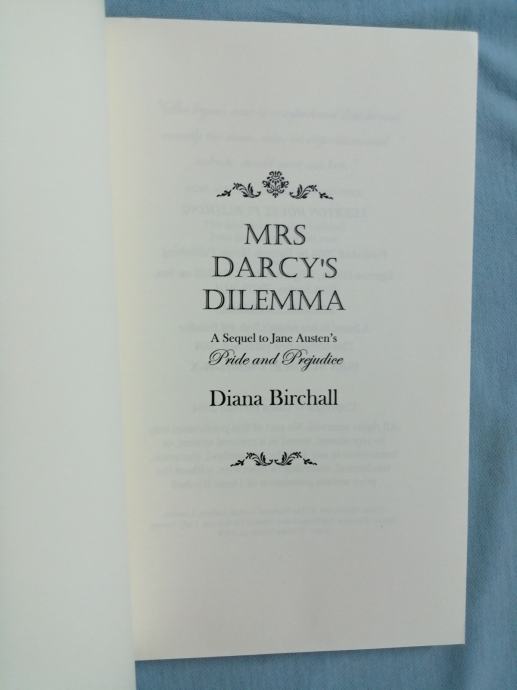 MRS
DARCY'S
DILEMMA
A Sequel to Jane Austen's
Pride and Prejudice
Diana Birchall